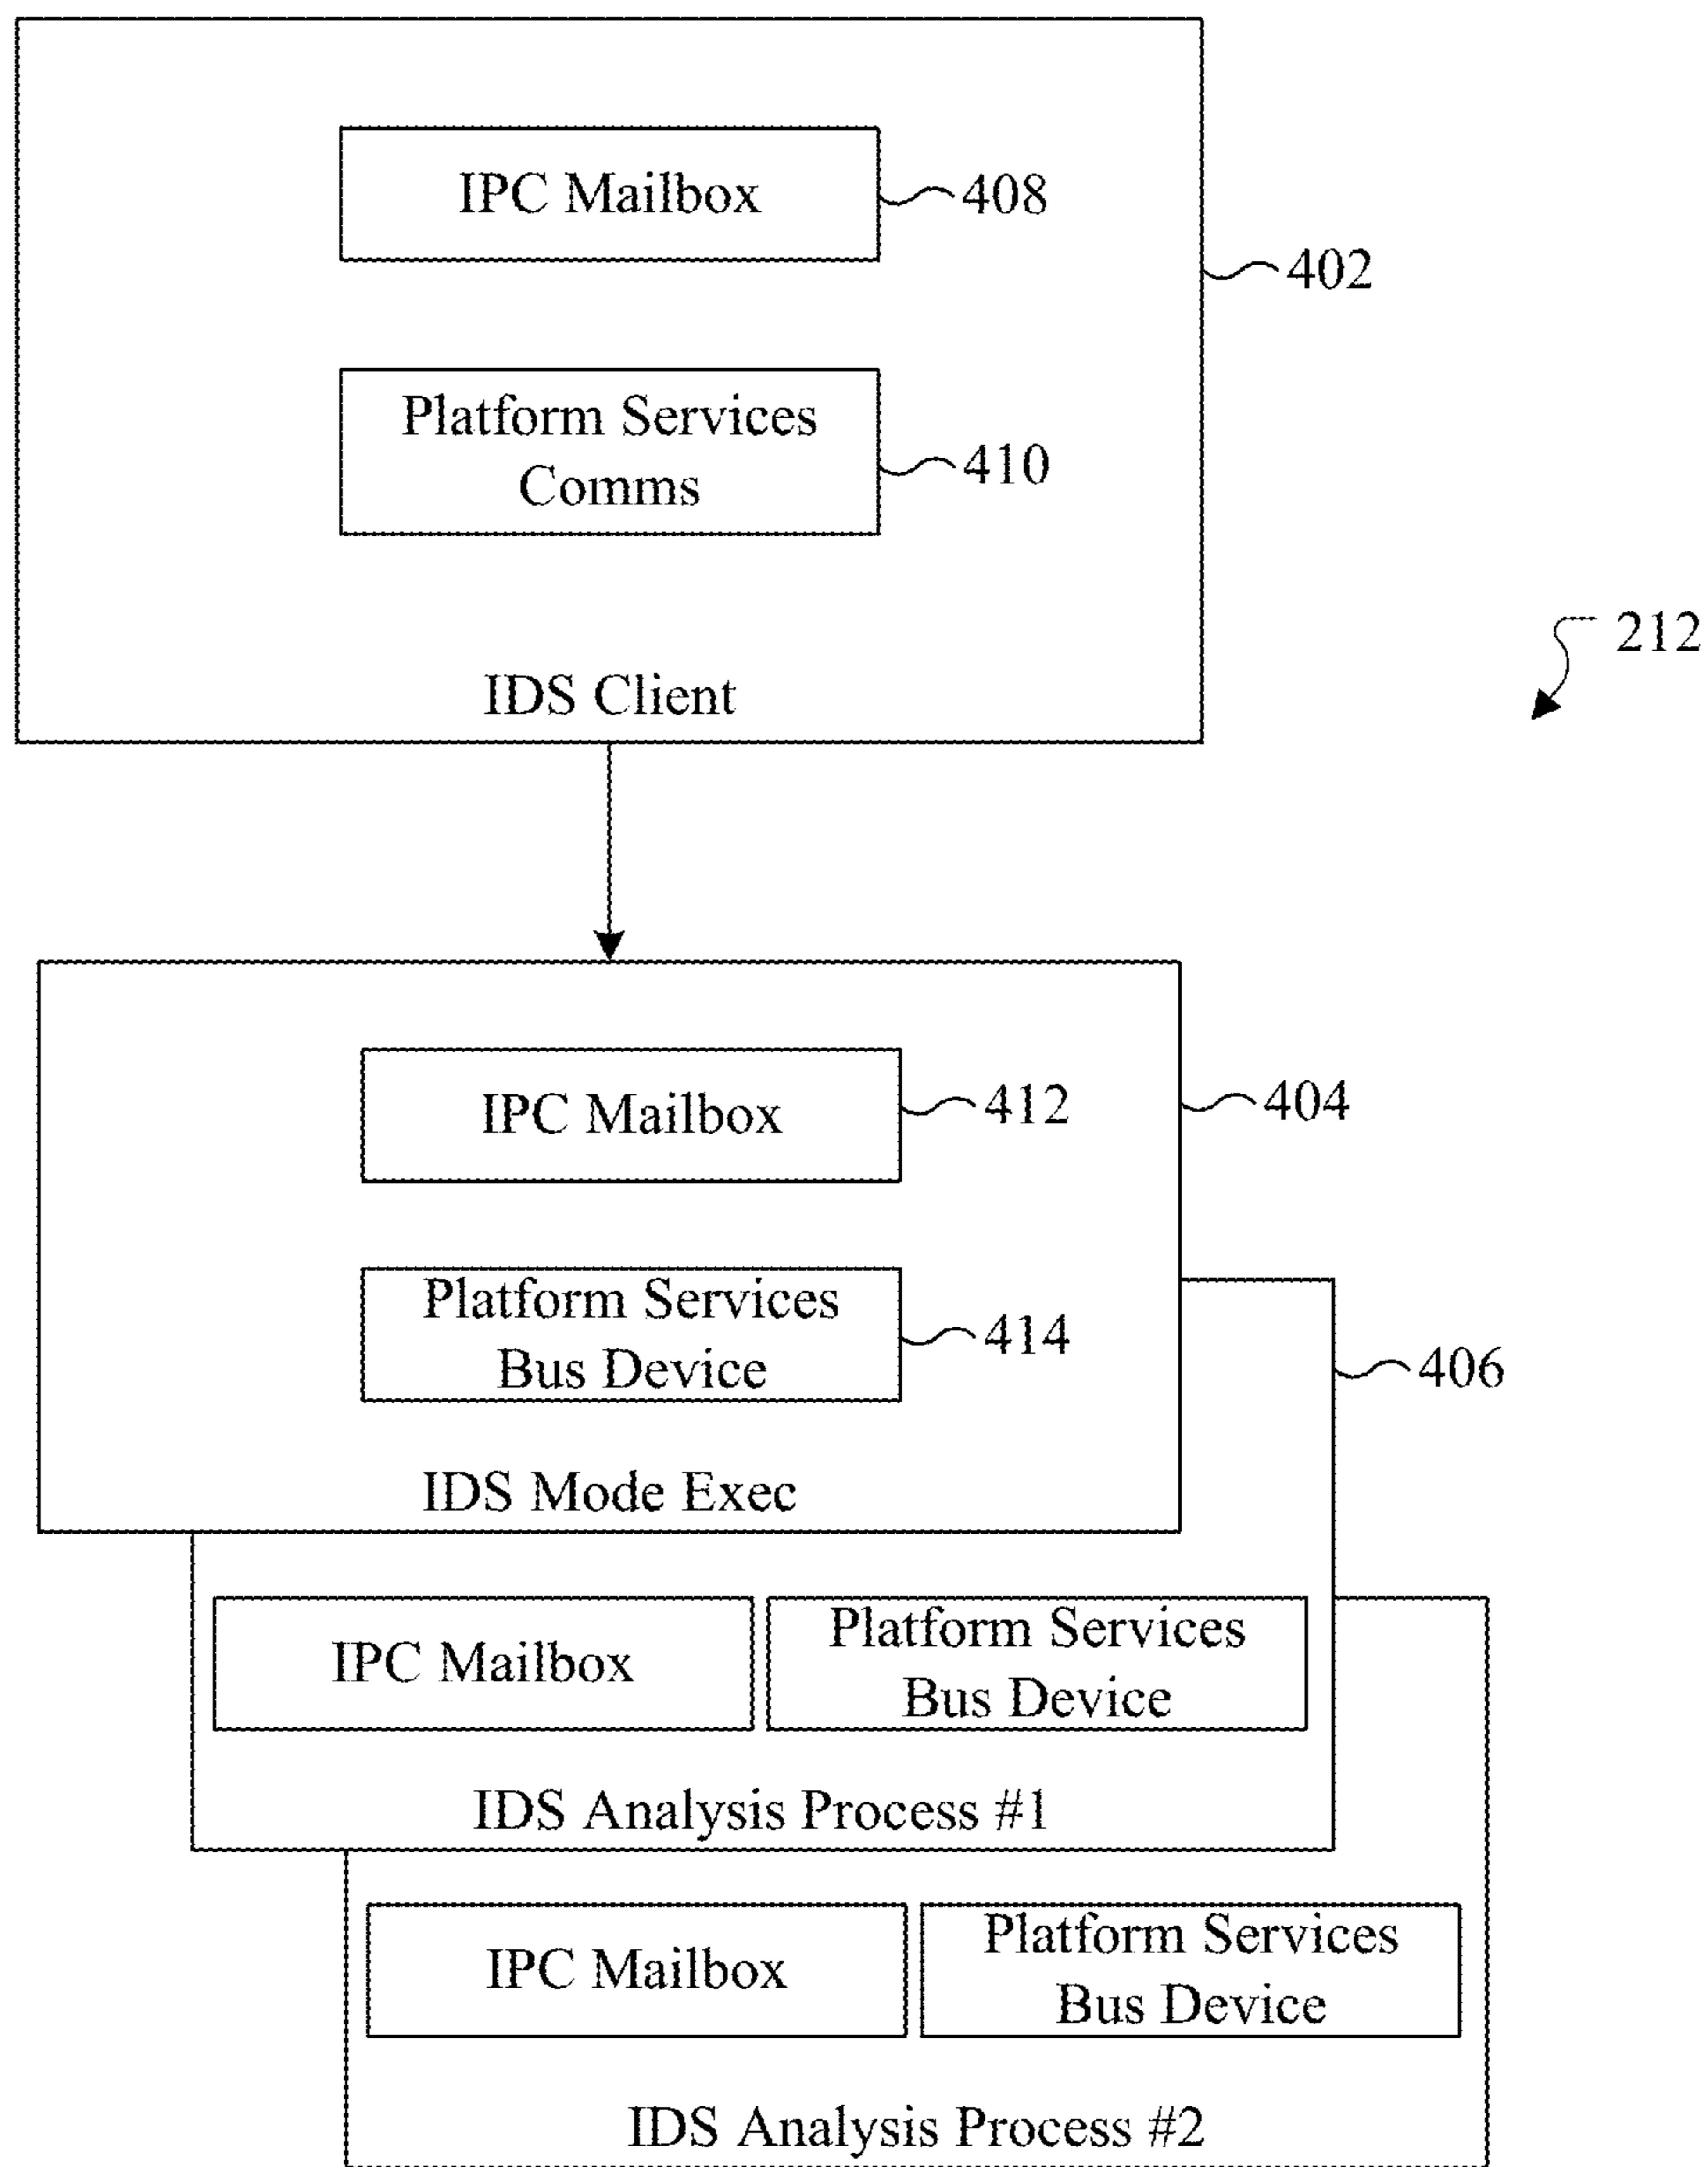 IPC Mailbox
408
402
Platform Services
Comms
410
212
IDS Client
IPC Mailbox
412
404
Platform Services
Bus Device
414
406
IDS Mode Exec
IPC Mailbox
Platform Services
Bus Device
IDS Analysis Process #1
IPC Mailbox
Platform Services
Bus Device
IDS Analysis Process #2